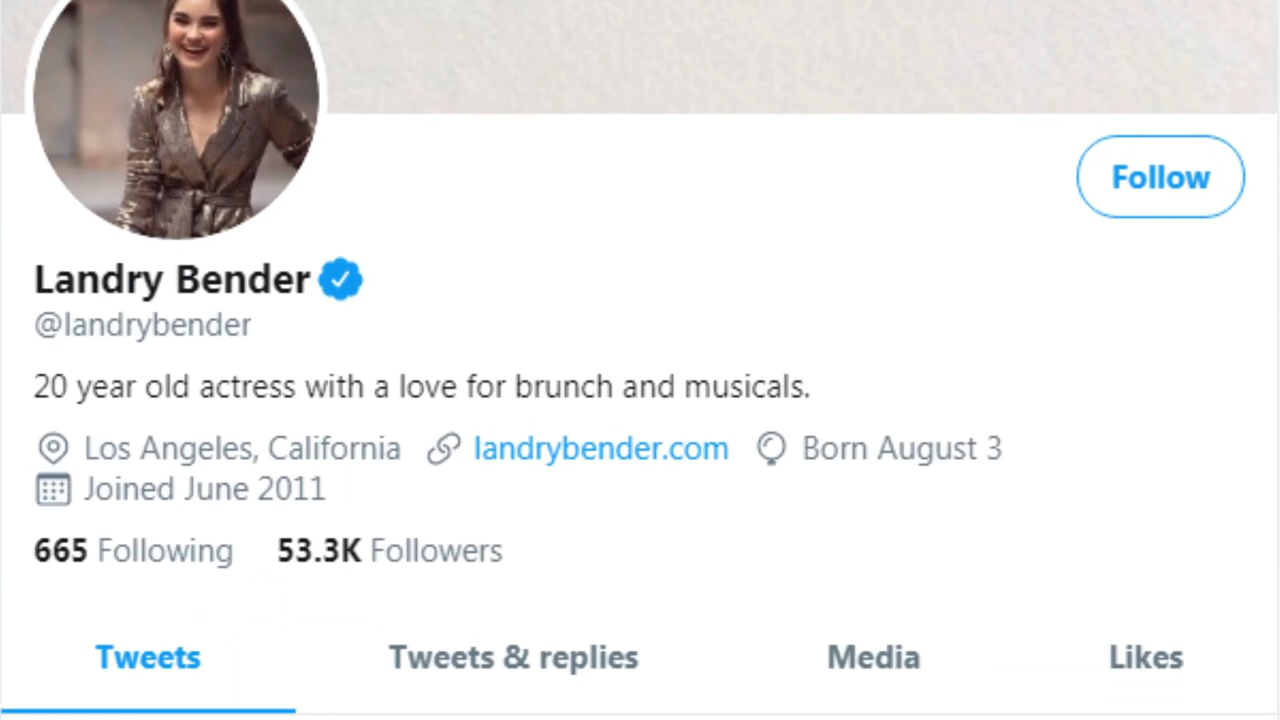 Follow
Landry Bender
@landrybender
20 year old actress with a love for brunch and musicals.
Los Angeles, California landrybender.com Born August 3
Joined June 2011
665 Following 53.3K Followers
Tweets Tweets & replies Media Likes